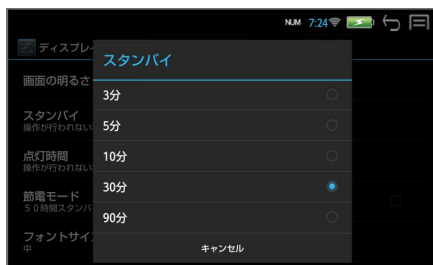 NUM 7:24
ディスプレ
スタンバイ
画面の明るさ
3分
スタンバイ
操作が行われない
5分
点灯時間
操作が行われない
10分
節電モード
50時間スタンバ
30分
90分
フォントサイ
中
キャンセル